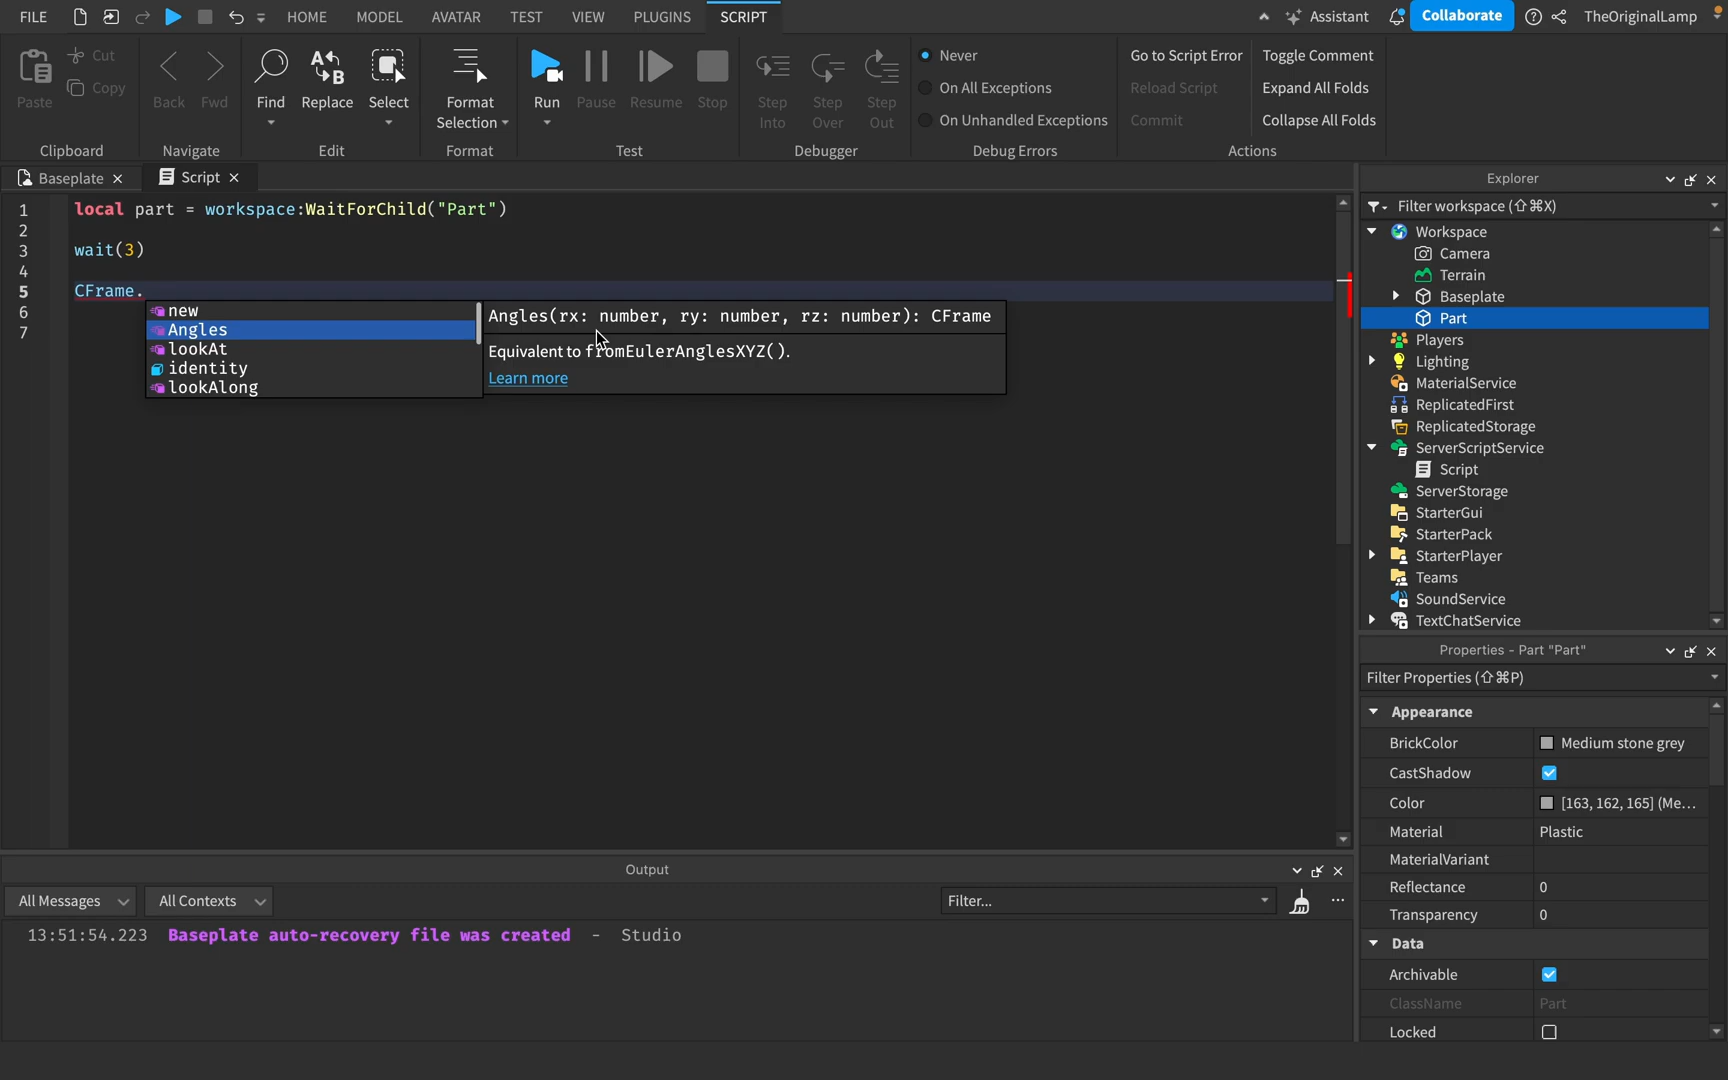 FILE HOME MODEL AVATAR TEST VIEW PLUGINS SCRIPT Assistant Collaborate TheOriginalLamp
Paste Cut Copy
Clipboard
Back Fwd
Navigate
Find Replace Select
Edit
Format Selection
Format
Run Pause Resume Stop
Test
Step Into Step Over Step Out
Debugger
Never
On All Exceptions
On Unhandled Exceptions
Debug Errors
Go to Script Error Toggle Comment
Reload Script Expand All Folds
Commit Collapse All Folds
Actions
Baseplate Script
1 local part = workspace:WaitForChild("Part")
2
3 wait(3)
4
5 CFrame.
6
7
new
Angles
lookAt
identity
lookAlong
Angles(rx: number, ry: number, rz: number): CFrame
Equivalent to fromEulerAnglesXYZ().
Learn more
Explorer
Filter workspace (⇧⌘X)
Workspace
Camera
Terrain
Baseplate
Part
Players
Lighting
MaterialService
ReplicatedFirst
ReplicatedStorage
ServerScriptService
Script
ServerStorage
StarterGui
StarterPack
StarterPlayer
Teams
SoundService
TextChatService
Properties - Part "Part"
Filter Properties (⇧⌘P)
Appearance
BrickColor Medium stone grey
CastShadow
Color [163, 162, 165] (Me...
Material Plastic
MaterialVariant
Reflectance 0
Transparency 0
Data
Archivable
ClassName Part
Locked
Output
All Messages All Contexts Filter...
13:51:54.223 Baseplate auto-recovery file was created - Studio